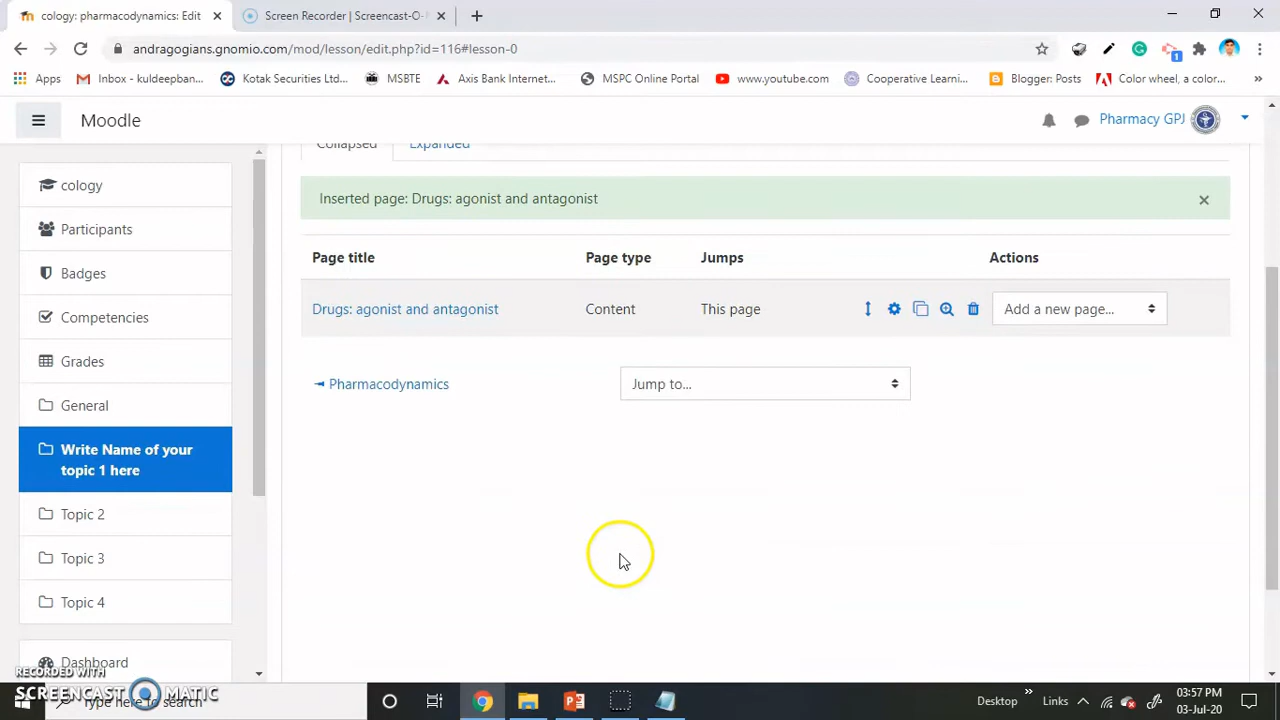 cology: pharmacodynamics: Edit
Screen Recorder | Screencast-O-
andragogians.gnomio.com/mod/lesson/edit.php?id=116#lesson-0
1
Apps
Inbox - kuldeepban...
Kotak Securities Ltd...
MSBTE
Axis Bank Internet...
MSPC Online Portal
www.youtube.com
Cooperative Learni...
Blogger: Posts
Color wheel, a color...
»
Moodle
Pharmacy GPJ
Collapsed
Expanded
cology
Participants
Badges
Competencies
Grades
General
Write Name of your
topic 1 here
Topic 2
Topic 3
Topic 4
Dashboard
Inserted page: Drugs: agonist and antagonist
×
Page title
Page type
Jumps
Actions
Drugs: agonist and antagonist
Content
This page
Add a new page...
◄ Pharmacodynamics
Jump to...
RECORDED WITH
SCREENCAST MATIC
Type here to search
Desktop
»
Links
03:57 PM
03-Jul-20